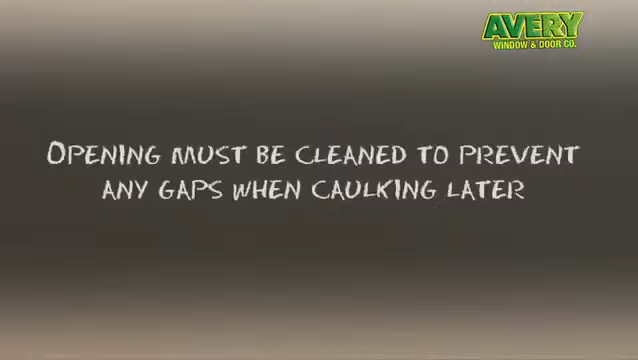 AVERY
WINDOW & DOOR CO.
OPENING MUST BE CLEANED TO PREVENT
ANY GAPS WHEN CAULKING LATER